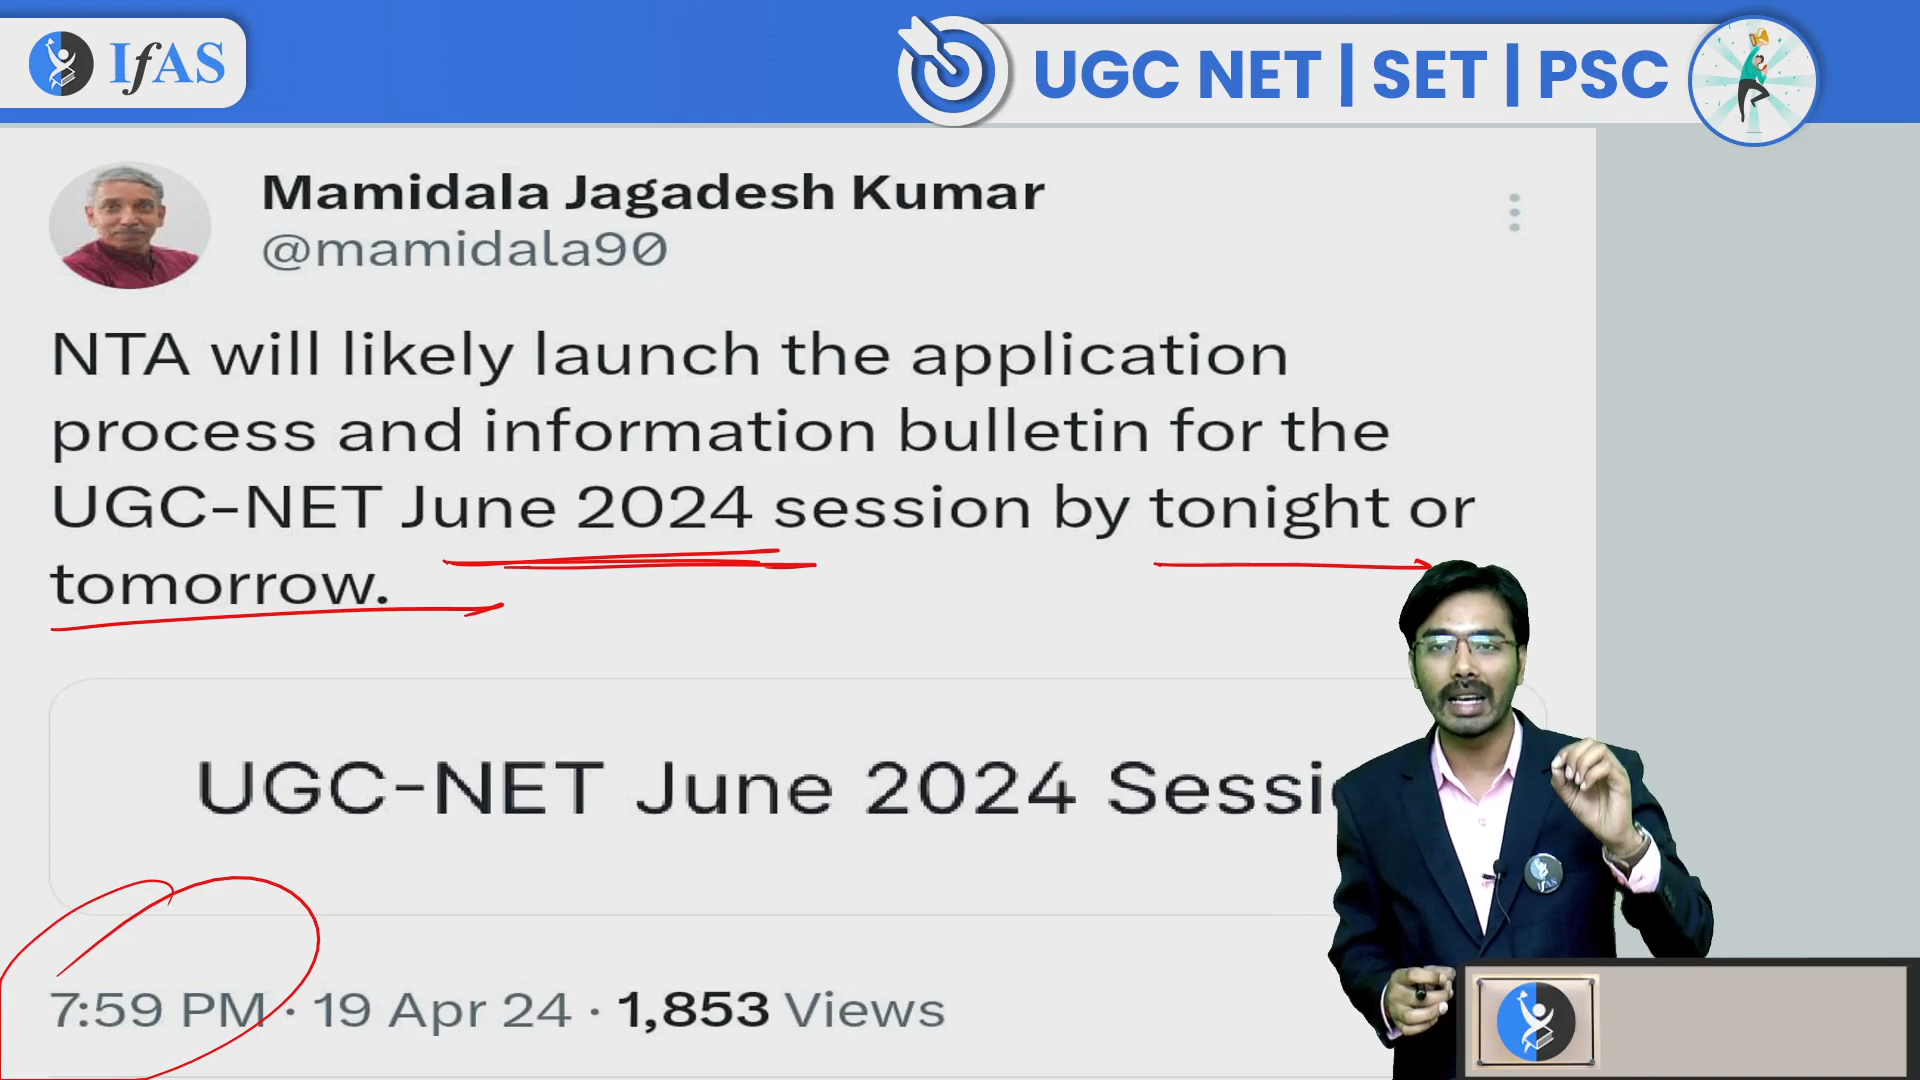 IfAS
UGC NET | SET | PSC
Mamidala Jagadesh Kumar
@mamidala90
NTA will likely launch the application
process and information bulletin for the
UGC-NET June 2024 session by tonight or
tomorrow.
UGC-NET June 2024 Sessi
7:59 PM · 19 Apr 24 · 1,853 Views
IfAS